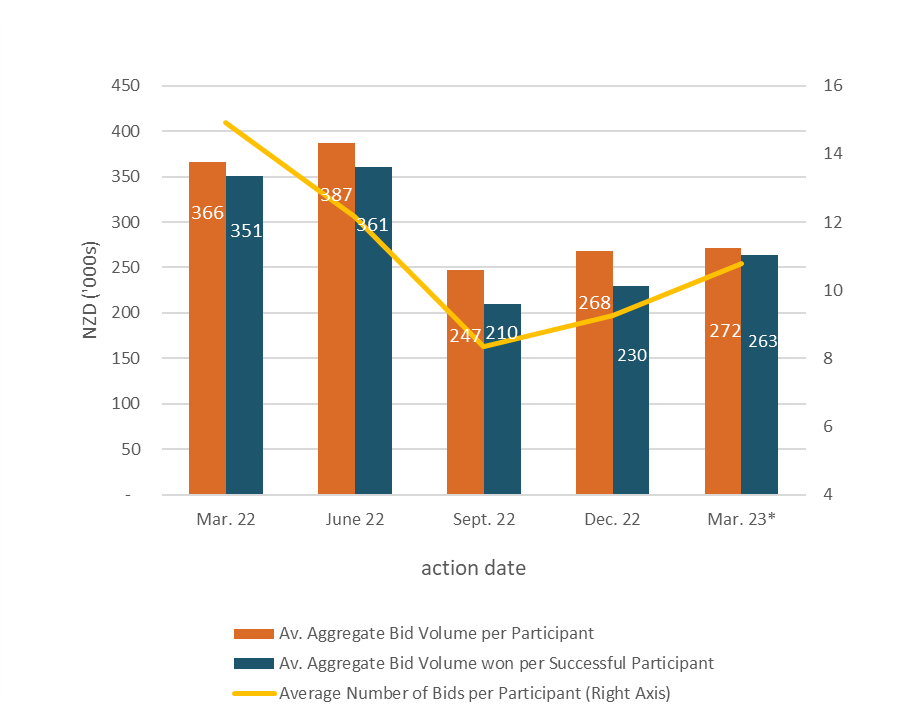 450
400
350
300
250
200
150
100
50
-
NZD ('000s)
16
14
12
10
8
6
4
366
351
387
361
247
210
268
230
272
263
Mar. 22
June 22
Sept. 22
Dec. 22
Mar. 23*
action date
Av. Aggregate Bid Volume per Participant
Av. Aggregate Bid Volume won per Successful Participant
Average Number of Bids per Participant (Right Axis)